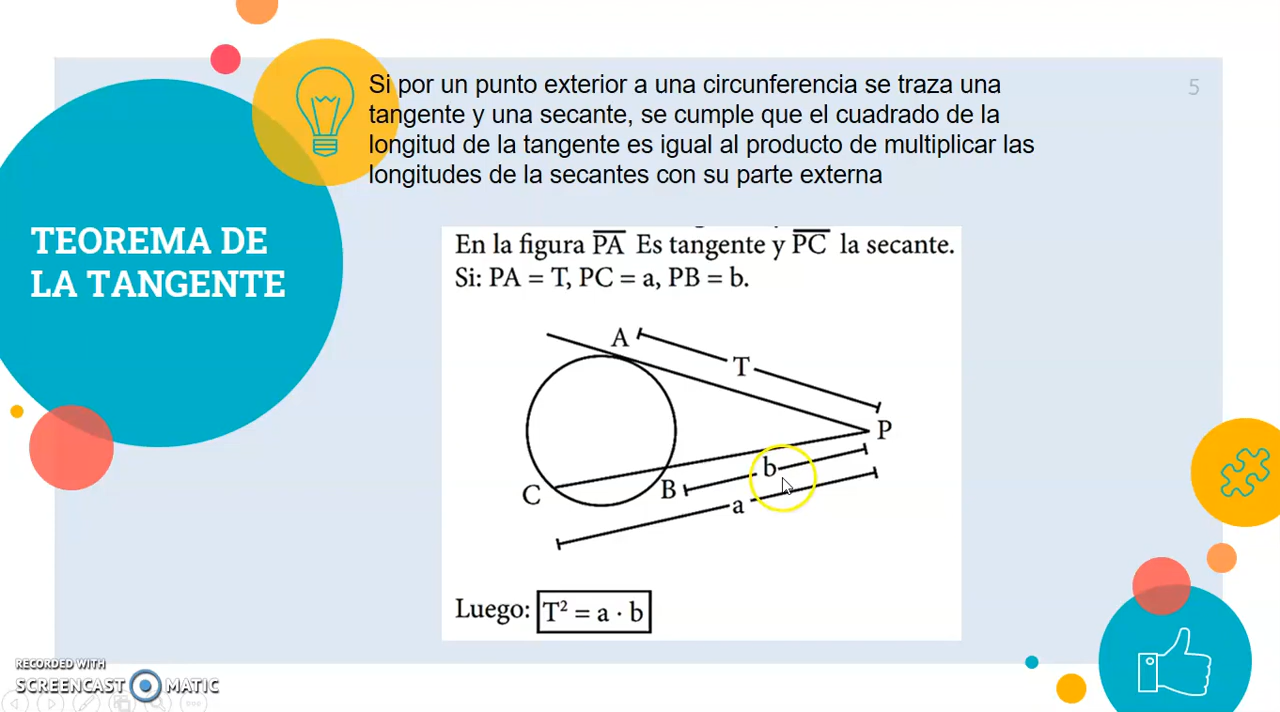 Si por un punto exterior a una circunferencia se traza una
tangente y una secante, se cumple que el cuadrado de la
longitud de la tangente es igual al producto de multiplicar las
longitudes de la secantes con su parte externa
5
TEOREMA DE
LA TANGENTE
En la figura P̅A̅ Es tangente y P̅C̅ la secante.
Si: PA = T, PC = a, PB = b.
A
T
P
b
B
C
a
Luego: T² = a · b
RECORDED WITH
SCREENCAST MATIC